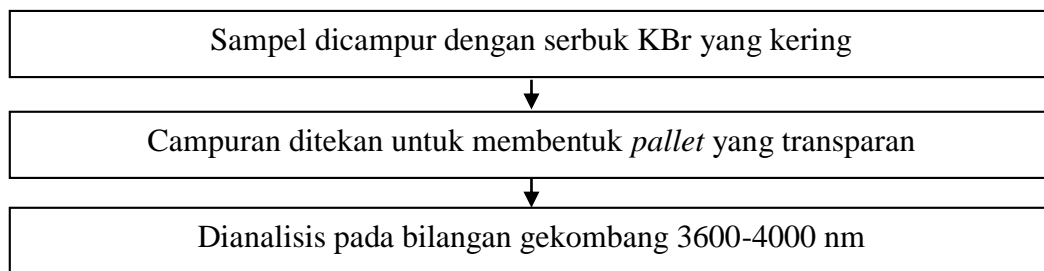 Sampel dicampur dengan serbuk KBr yang kering
Campuran ditekan untuk membentuk pallet yang transparan
Dianalisis pada bilangan gekombang 3600-4000 nm